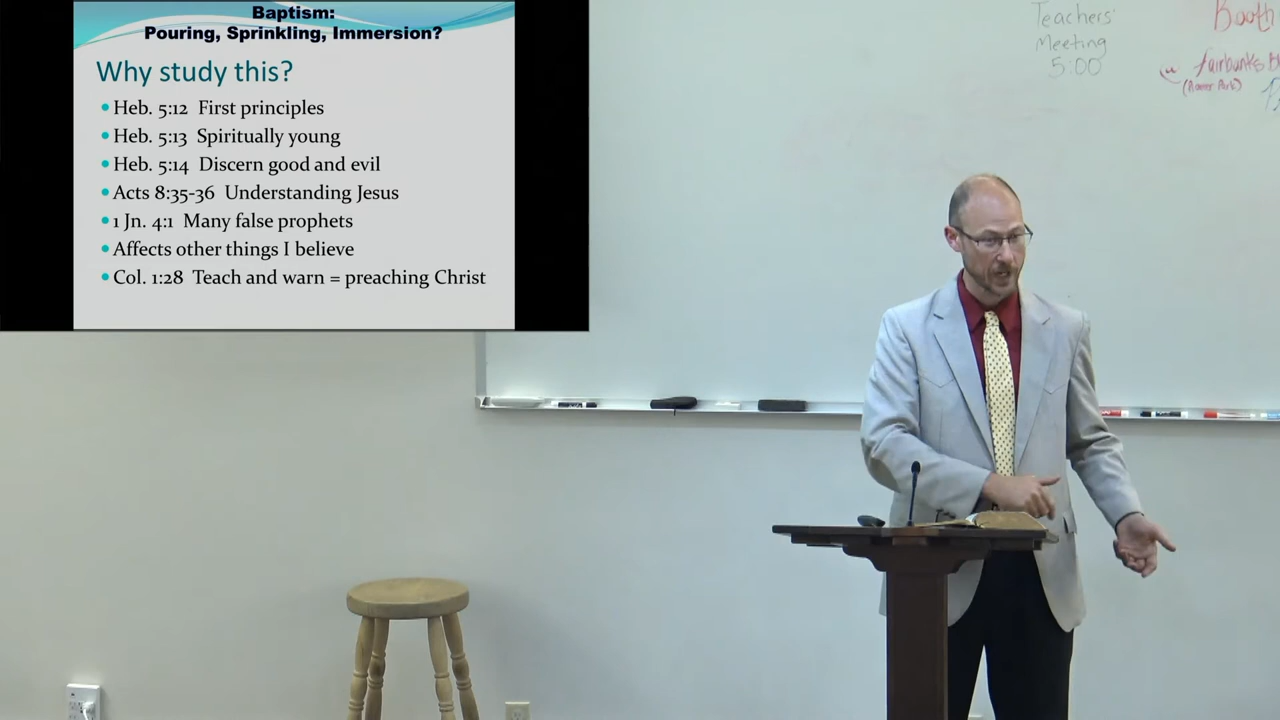 Baptism:
Pouring, Sprinkling, Immersion?
Why study this?
Heb. 5:12 First principles
Heb. 5:13 Spiritually young
Heb. 5:14 Discern good and evil
Acts 8:35-36 Understanding Jesus
1 Jn. 4:1 Many false prophets
Affects other things I believe
Col. 1:28 Teach and warn = preaching Christ
Teachers'
Meeting
5:00
Booth
fairbanks